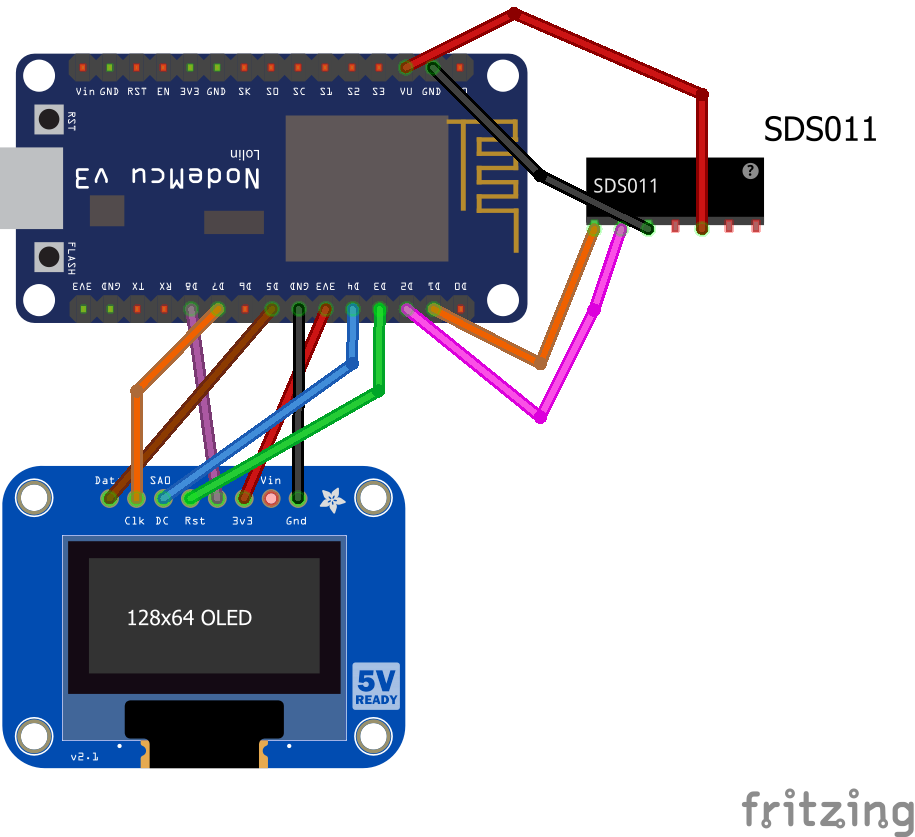 SDS011
Vin GND RST EN 3V3 GND SK SO SC S1 S2 S3 VU GND
RST
Lolin
NodeMcu v3
SDS011
?
FLASH
3V3 GND TX RX D8 D7 D6 D5 GND 3V3 D4 D3 D2 D1 D0
Dat SAO Vin
Clk DC Rst 3v3 Gnd
128x64 OLED
5V
READY
v2.1
fritzing